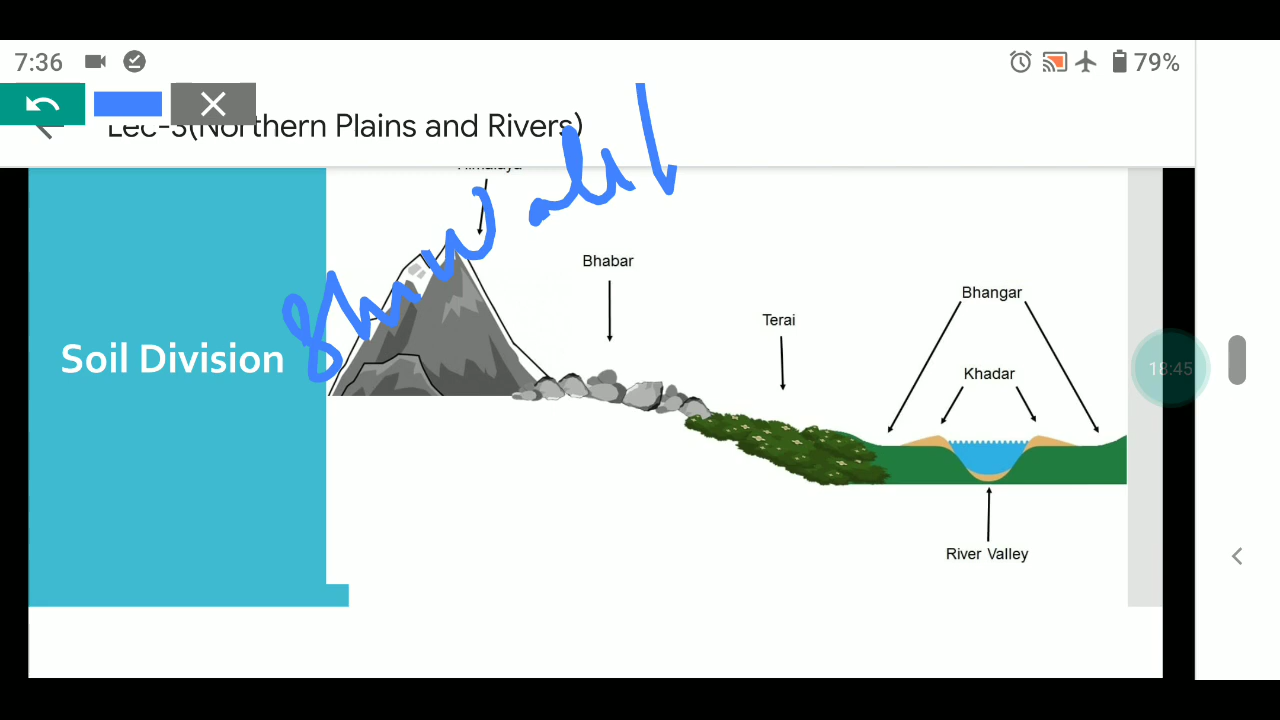 7:36
79%
Lec-3(Northern Plains and Rivers)
Himalaya
Bhabar
Bhangar
Terai
Soil Division
Khadar
18:45
River Valley